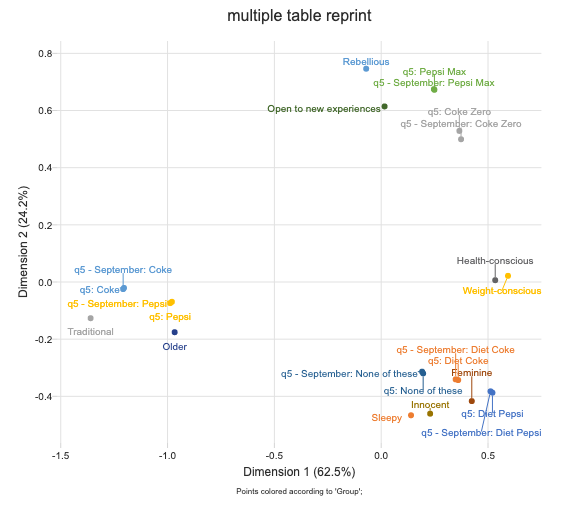 multiple table reprint
Dimension 2 (24.2%)
0.8
0.6
0.4
0.2
0.0
-0.2
-0.4
Rebellious
q5: Pepsi Max
q5 - September: Pepsi Max
Open to new experiences
q5: Coke Zero
q5 - September: Coke Zero
Health-conscious
q5 - September: Coke
q5: Coke
Weight-conscious
q5 - September: Pepsi
q5: Pepsi
Traditional
Older
q5 - September: Diet Coke
q5: Diet Coke
q5 - September: None of these
Feminine
q5: None of these
Innocent
q5: Diet Pepsi
Sleepy
q5 - September: Diet Pepsi
-1.5
-1.0
-0.5
0.0
0.5
Dimension 1 (62.5%)
Points colored according to 'Group';